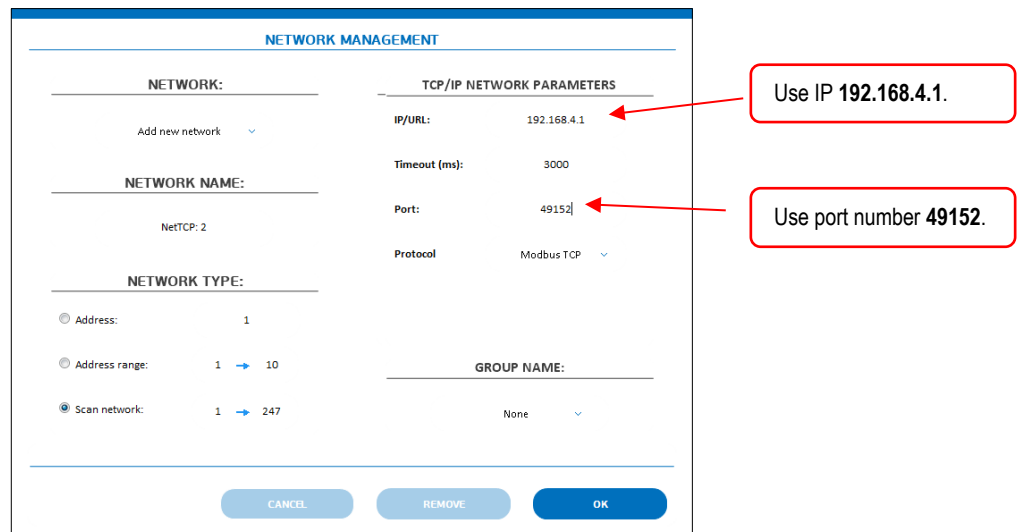 NETWORK MANAGEMENT
NETWORK:
Add new network
NETWORK NAME:
NetTCP: 2
NETWORK TYPE:
Address: 1
Address range: 1 → 10
Scan network: 1 → 247
TCP/IP NETWORK PARAMETERS
IP/URL: 192.168.4.1
Timeout (ms): 3000
Port: 49152
Protocol Modbus TCP
GROUP NAME:
None
CANCEL REMOVE OK
Use IP 192.168.4.1.
Use port number 49152.